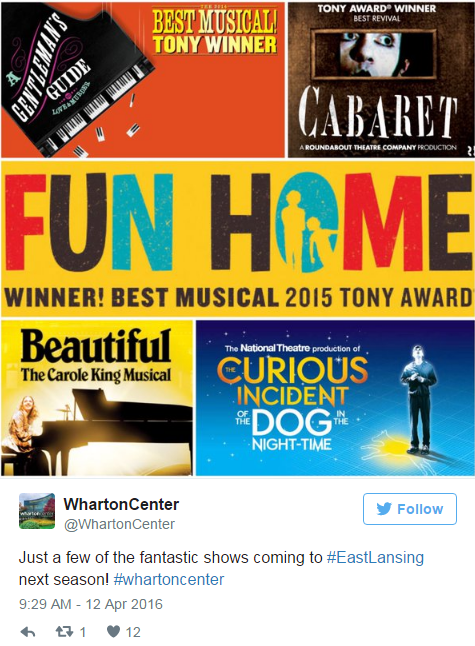 A
GENTLEMAN'S
GUIDE
TO
LOVE & MURDER
THE 2014
BEST MUSICAL!
TONY WINNER
TONY AWARD® WINNER
BEST REVIVAL
CABARET
A ROUNDABOUT THEATRE COMPANY PRODUCTION
FUN HOME
WINNER! BEST MUSICAL 2015 TONY AWARD
Beautiful
The Carole King Musical
The National Theatre production of
THE CURIOUS
INCIDENT
OF THE DOG IN THE
NIGHT-TIME
WhartonCenter
@WhartonCenter
Follow
Just a few of the fantastic shows coming to #EastLansing
next season! #whartoncenter
9:29 AM - 12 Apr 2016
1 12